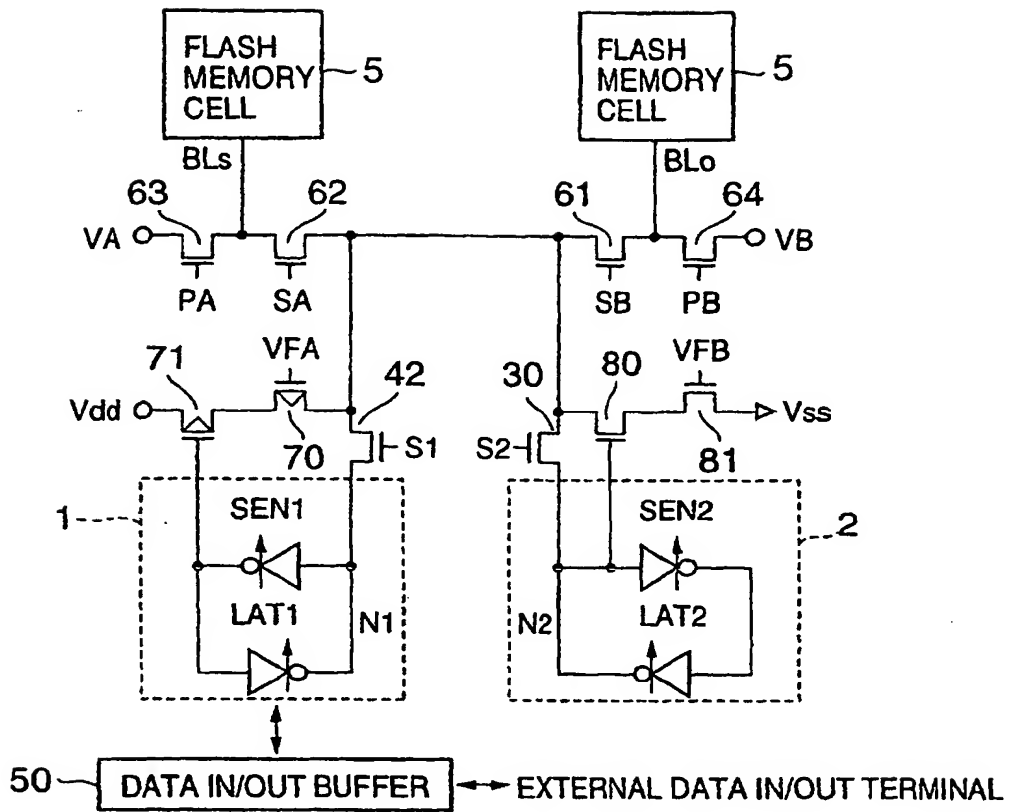 FLASH
MEMORY
CELL
5
FLASH
MEMORY
CELL
5
BLs
BLo
63
62
61
64
VA
VB
PA
SA
SB
PB
71
VFA
42
30
80
VFB
Vdd
Vss
70
S1
S2
81
1
SEN1
SEN2
2
LAT1
N1
N2
LAT2
50
DATA IN/OUT BUFFER
EXTERNAL DATA IN/OUT TERMINAL